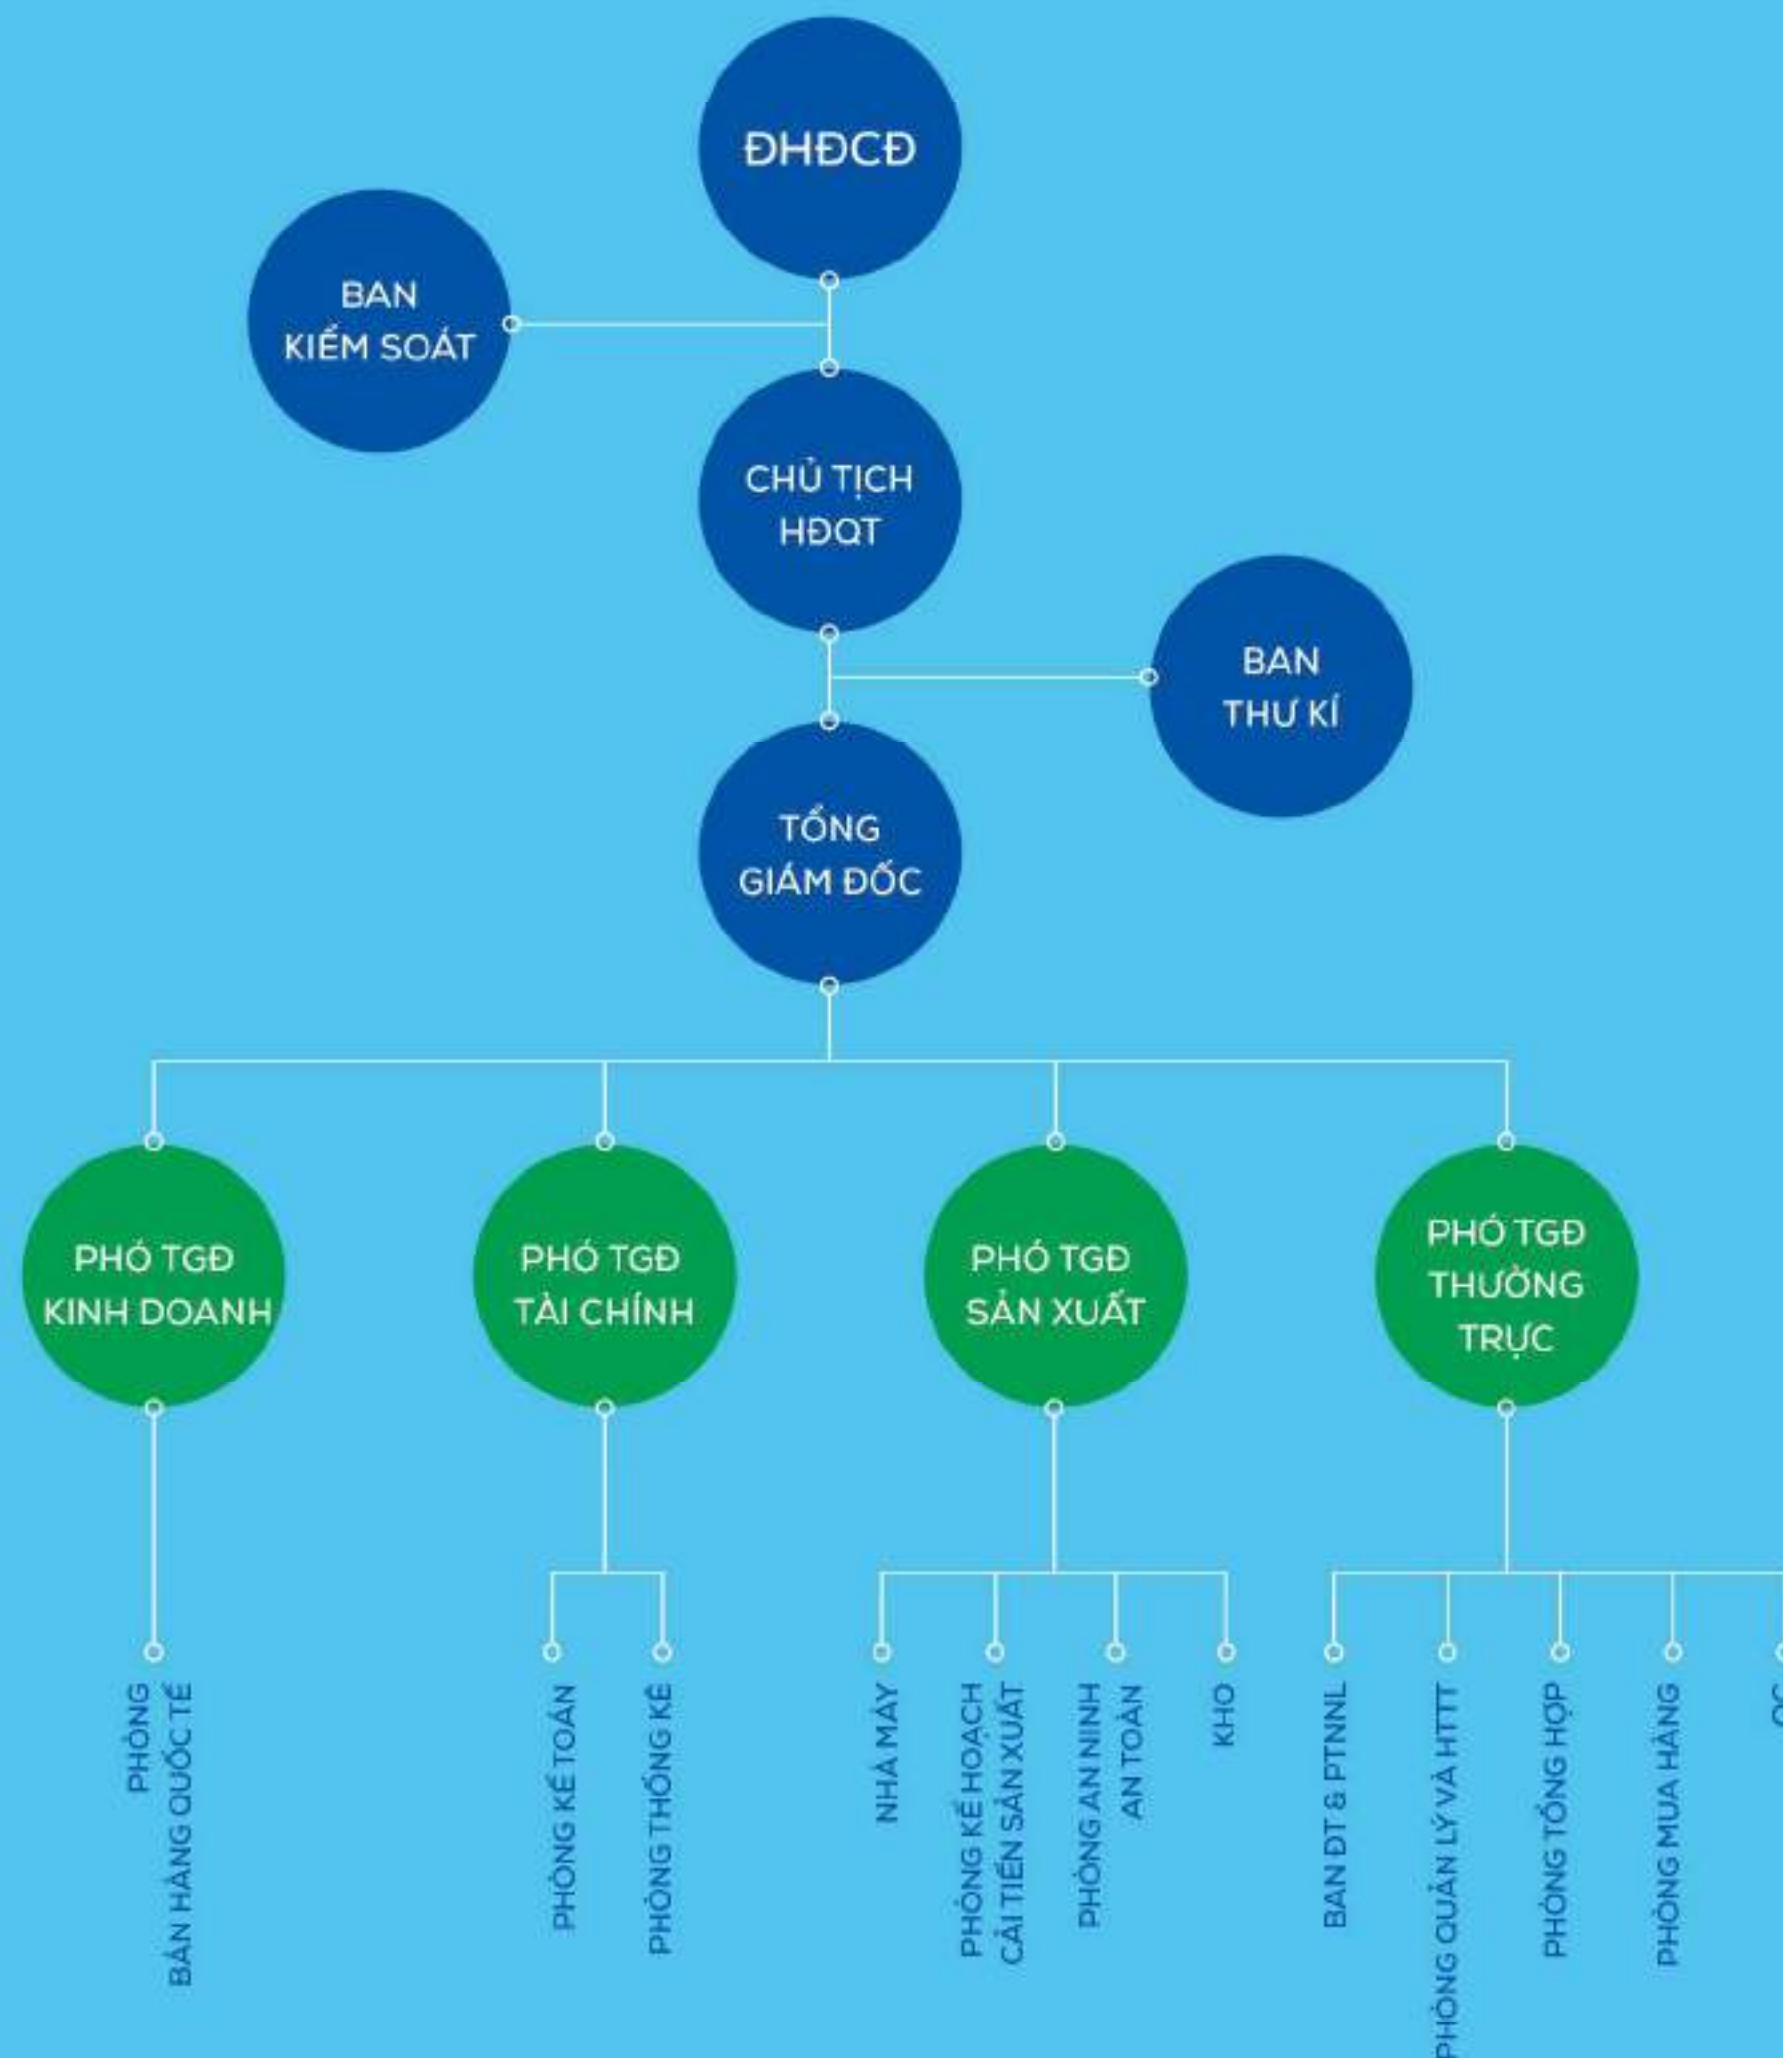 ĐHĐCĐ
BAN
KIỂM SOÁT
CHỦ TỊCH
HĐQT
BAN
THƯ KÍ
TỔNG
GIÁM ĐỐC
PHÓ TGĐ
KINH DOANH
PHÓ TGĐ
TÀI CHÍNH
PHÓ TGĐ
SẢN XUẤT
PHÓ TGĐ
THƯỜNG
TRỰC
PHÒNG
BÁN HÀNG QUỐC TẾ
PHÒNG KẾ TOÁN
PHÒNG THỐNG KÊ
NHÀ MÁY
PHÒNG KẾ HOẠCH
CẢI TIẾN SẢN XUẤT
PHÒNG AN NINH
AN TOÀN
KHO
BAN ĐT & PTNNL
PHÒNG QUẢN LÝ VÀ HTTT
PHÒNG TỔNG HỢP
PHÒNG MUA HÀNG